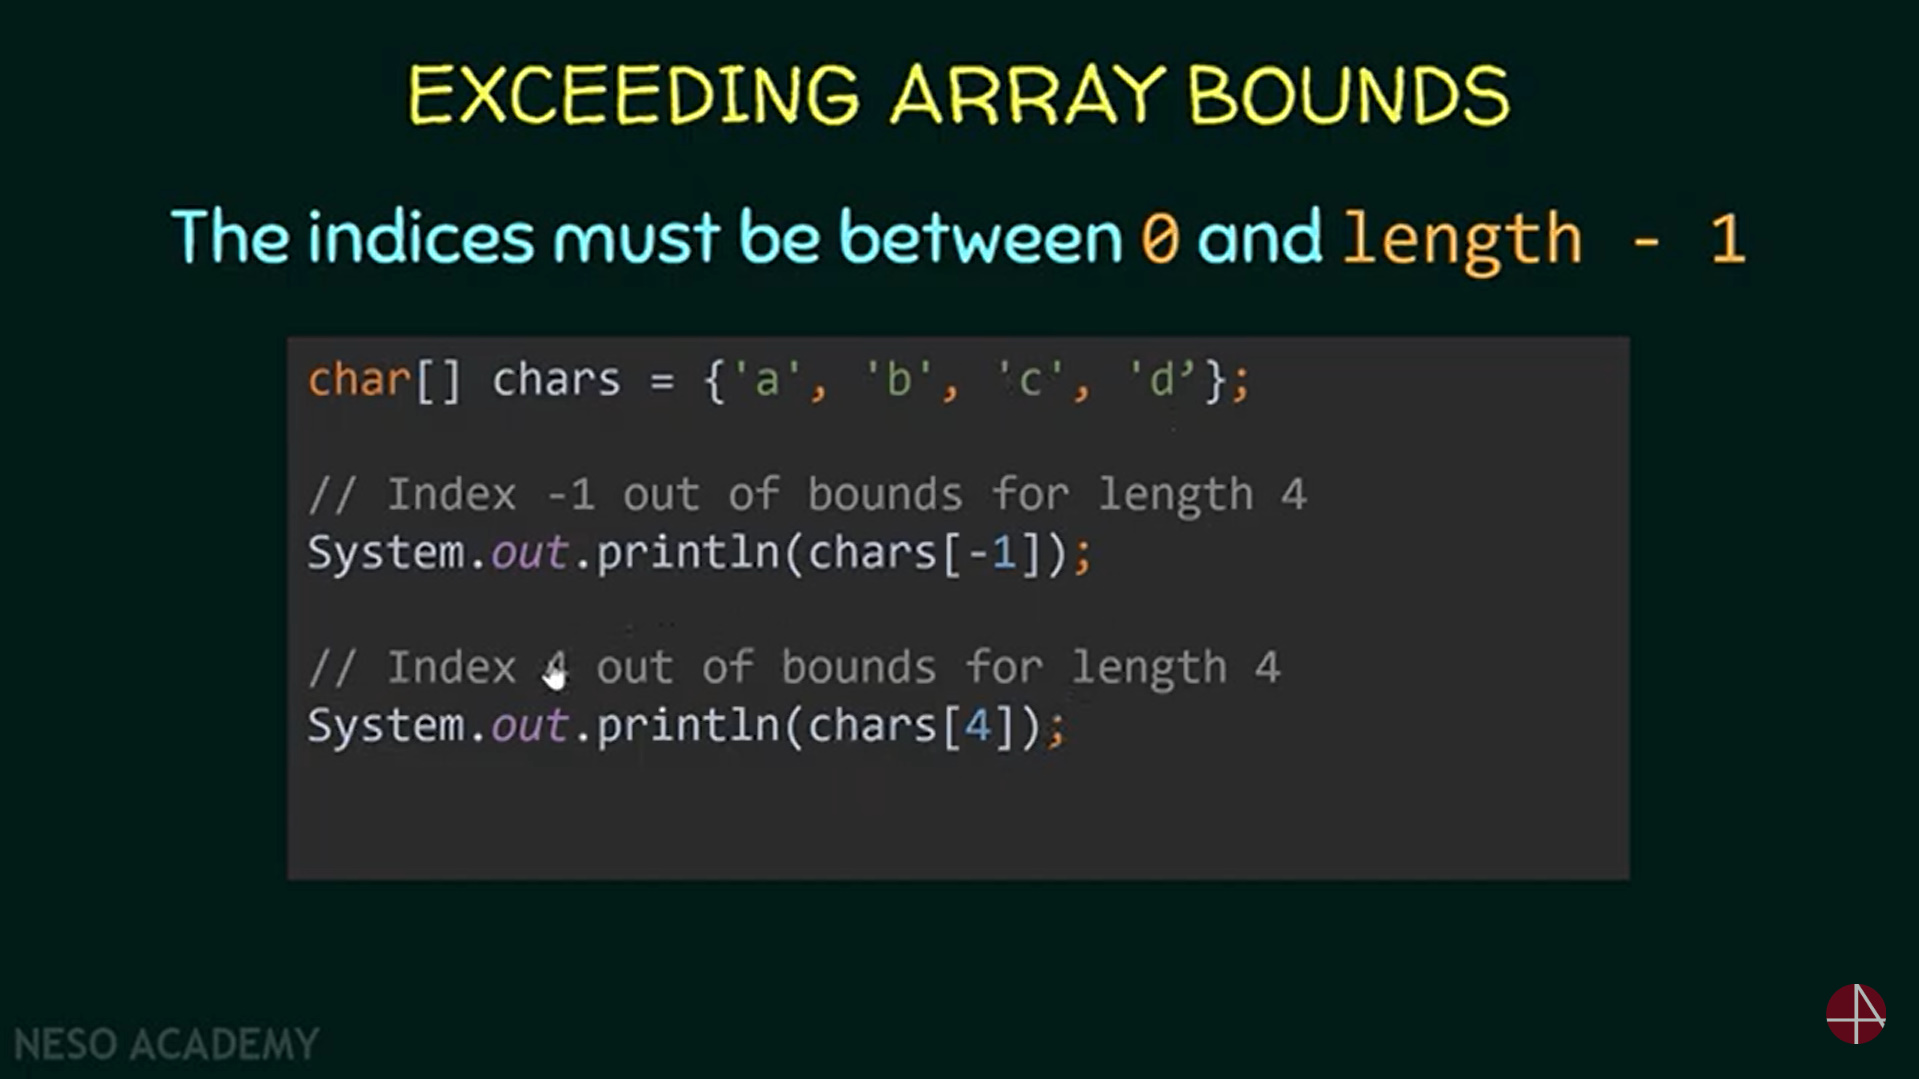 EXCEEDING ARRAY BOUNDS
The indices must be between 0 and length - 1
char[] chars = {'a', 'b', 'c', 'd’};
// Index -1 out of bounds for length 4
System.out.println(chars[-1]);
// Index 4 out of bounds for length 4
System.out.println(chars[4]);
NESO ACADEMY